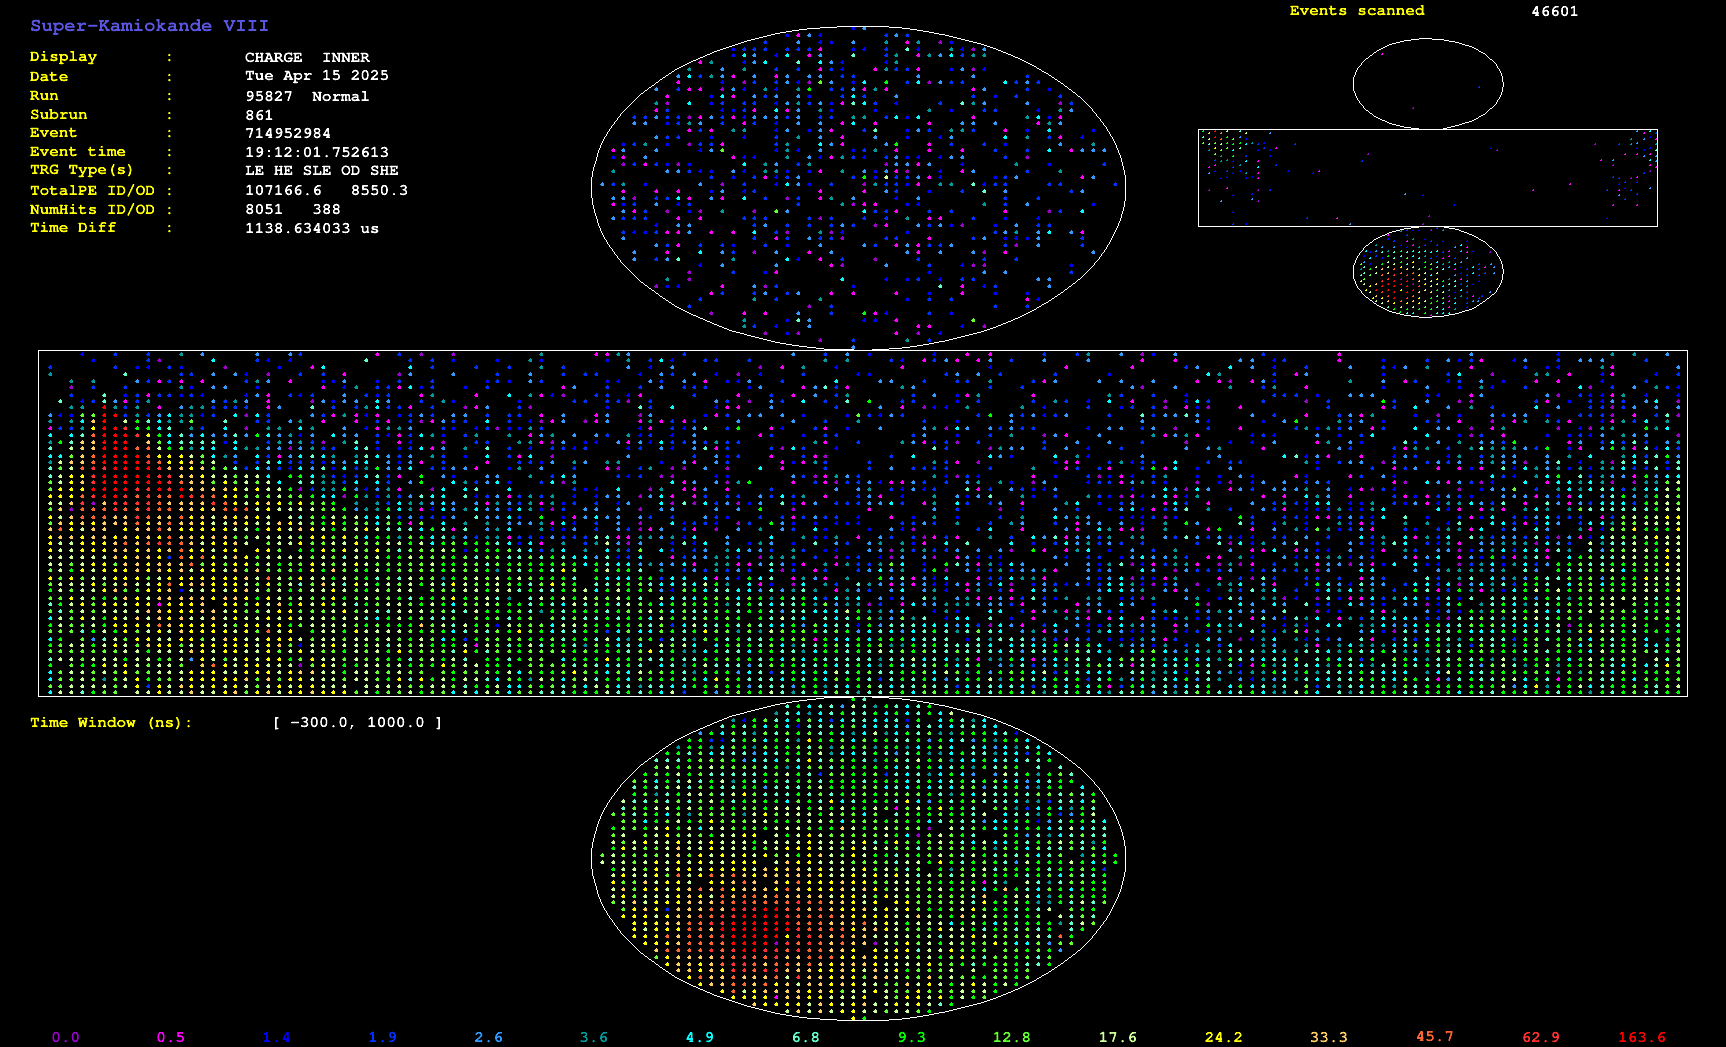 Super-Kamiokande VIII
Events scanned 46601
Display : CHARGE INNER
Date : Tue Apr 15 2025
Run : 95827 Normal
Subrun : 861
Event : 714952984
Event time : 19:12:01.752613
TRG Type(s) : LE HE SLE OD SHE
TotalPE ID/OD : 107166.6 8550.3
NumHits ID/OD : 8051 388
Time Diff : 1138.634033 us
Time Window (ns): [ -300.0, 1000.0 ]
0.0 0.5 1.4 1.9 2.6 3.6 4.9 6.8 9.3 12.8 17.6 24.2 33.3 45.7 62.9 163.6